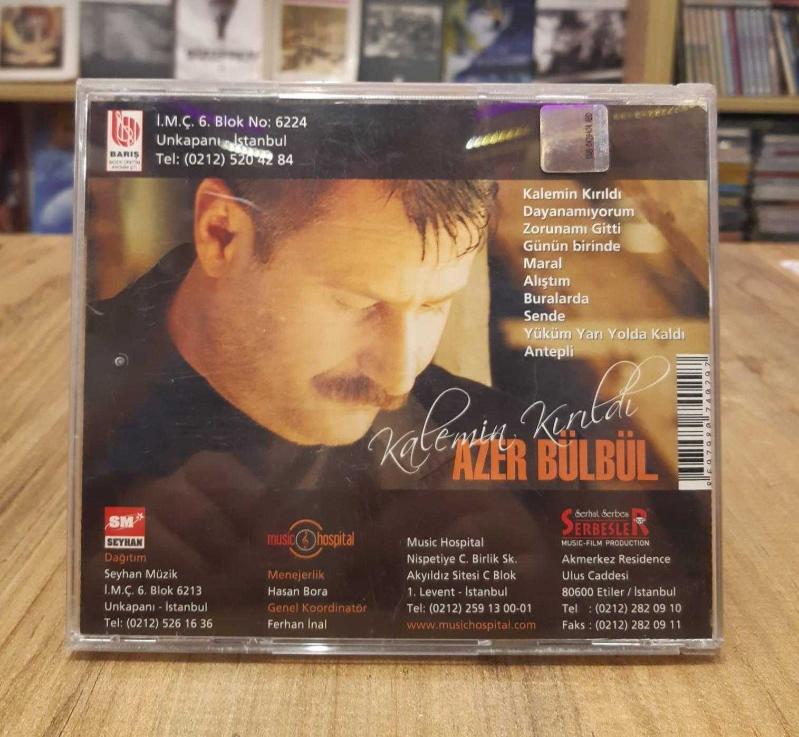 İ.M.Ç. 6. Blok No: 6224
Unkapanı - İstanbul
Tel: (0212) 520 42 84
BARIŞ
Kalemin Kırıldı
Dayanamıyorum
Zorunamı Gitti
Günün birinde
Maral
Alıştım
Buralarda
Sende
Yüküm Yarı Yolda Kaldı
Antepli
Kalemin Kırıldı
AZER BÜLBÜL
SM
SEYHAN
Dağıtım
Seyhan Müzik
İ.M.Ç. 6. Blok 6213
Unkapanı - İstanbul
Tel: (0212) 526 16 36
music hospital
Menejerlik
Hasan Bora
Genel Koordinatör
Ferhan İnal
Music Hospital
Nispetiye C. Birlik Sk.
Akyıldız Sitesi C Blok
1. Levent - İstanbul
Tel: (0212) 259 13 00-01
www.musichospital.com
Serhat Serbes
SERBESLER
MUSIC-FILM PRODUCTION
Akmerkez Residence
Ulus Caddesi
80600 Etiler / İstanbul
Tel : (0212) 282 09 10
Faks : (0212) 282 09 11